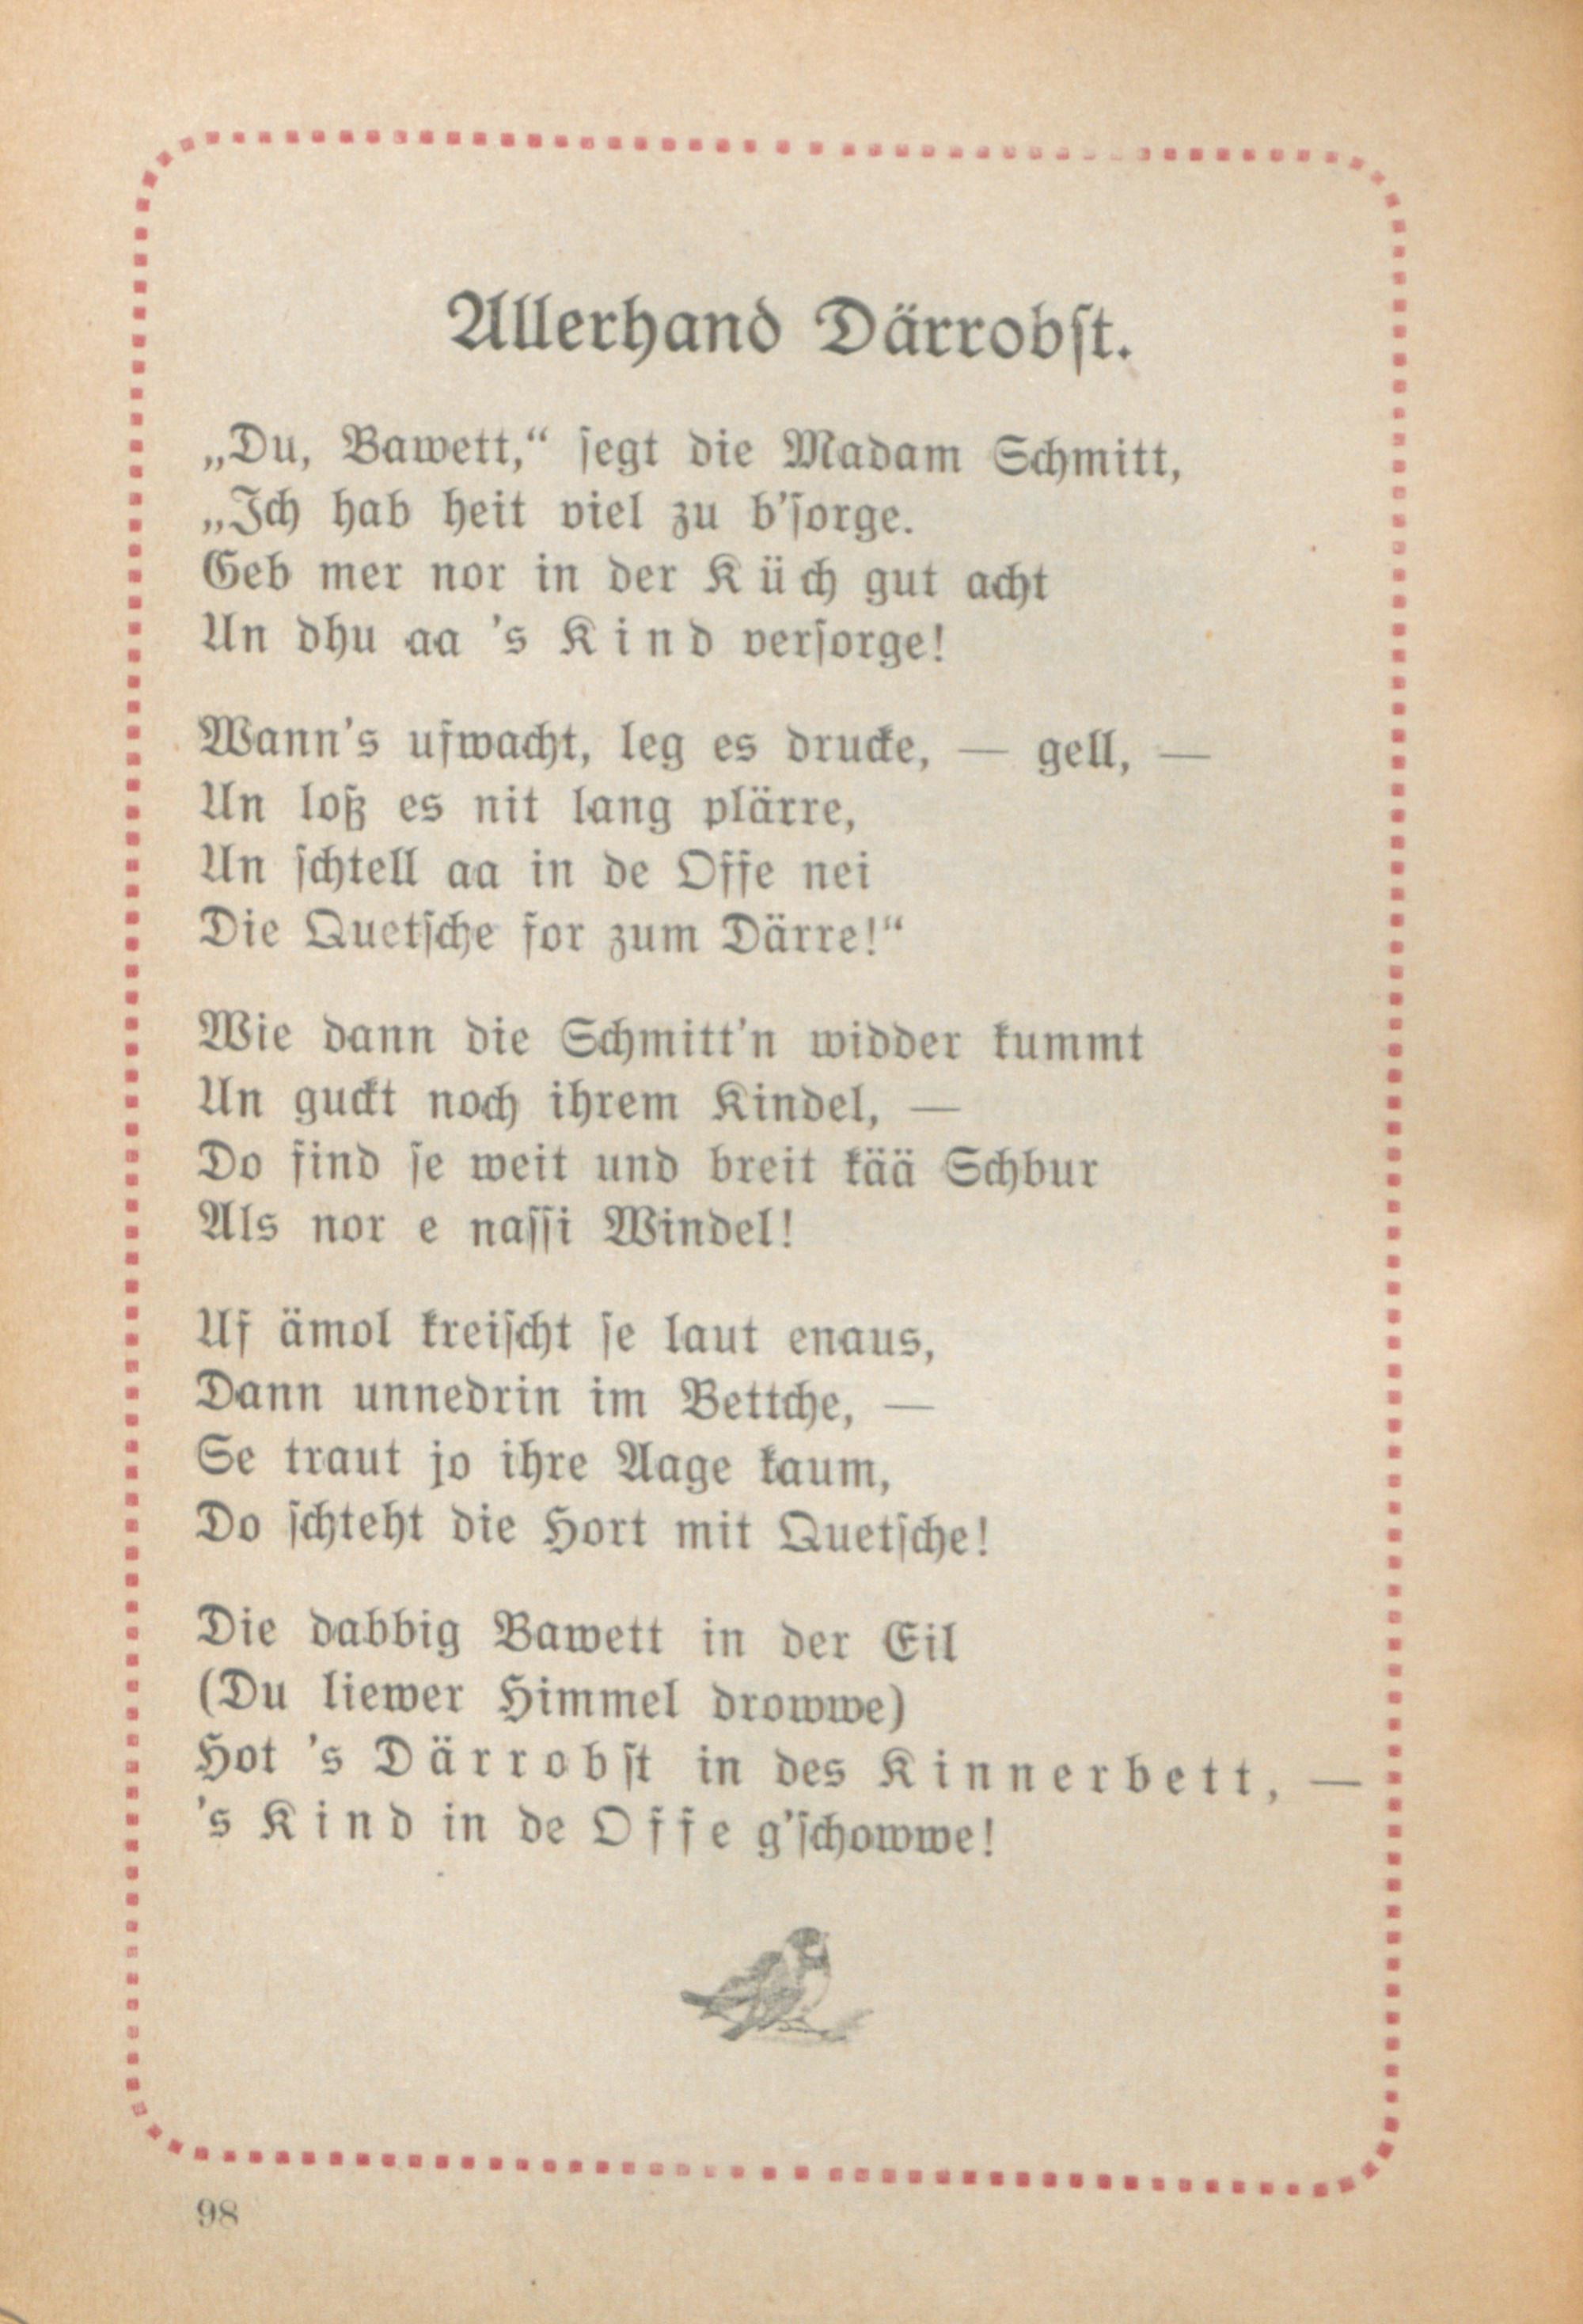 Allerhand Därrobst.
„Du, Bawett,“ segt die Madam Schmitt,
„Ich hab heit viel zu b'sorge.
Geb mer nor in der Küch gut acht
Un dhu aa 's Kind versorge!
Wann's ufwacht, leg es drucke, — gell, —
Un loß es nit lang plärre,
Un schtell aa in de Offe nei
Die Quetsche for zum Därre!“
Wie dann die Schmitt'n widder kummt
Un guckt noch ihrem Kindel, —
Do find se weit und breit kää Schbur
Als nor e nassi Windel!
Uf ämol kreischt se laut enaus,
Dann unnedrin im Bettche, —
Se traut jo ihre Aage kaum,
Do schteht die Hort mit Quetsche!
Die dabbig Bawett in der Eil
(Du liewer Himmel drowwe)
Hot 's Därrobst in des Kinnerbett, —
's Kind in de Offe g'schowwe!
98